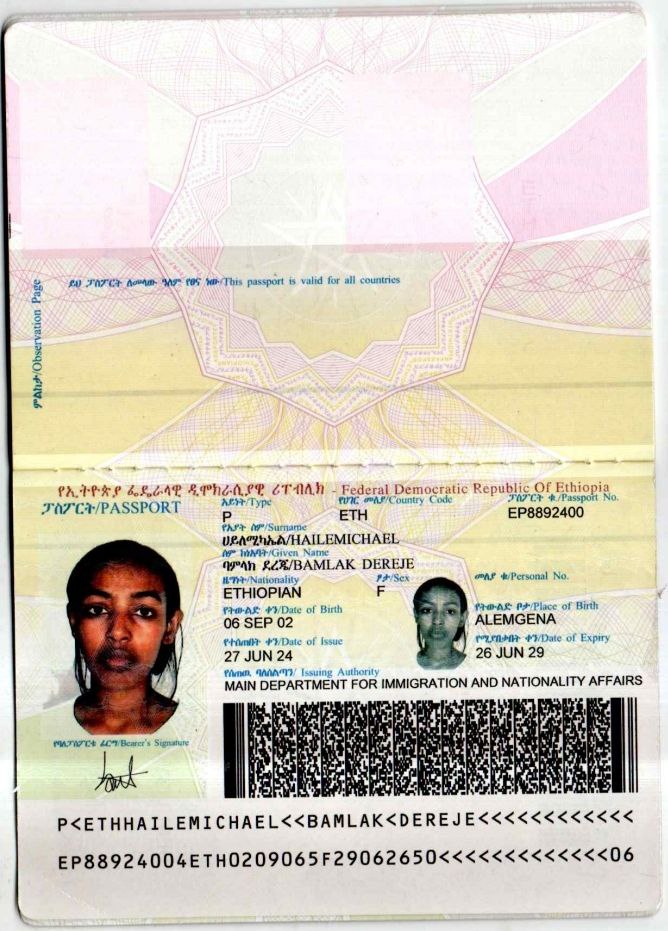 ይህ ፓስፖርት ለመላው ዓለም የፀና ነው/This passport is valid for all countries
ምልከታ/Observation Page
የኢትዮጵያ ፌዴራላዊ ዲሞክራሲያዊ ሪፐብሊክ - Federal Democratic Republic Of Ethiopia
ፓስፖርት/PASSPORT
አይነት/Type
የሀገር መለያ/Country Code
ፓስፖርት ቁ./Passport No.
P
ETH
EP8892400
የአያት ስም/Surname
ሀይለሚካኤል/HAILEMICHAEL
ስም ከነአባት/Given Name
ባምላክ ደረጄ/BAMLAK DEREJE
ዜግነት/Nationality
ፆታ/Sex
መለያ ቁ/Personal No.
ETHIOPIAN
F
የትውልድ ቀን/Date of Birth
የትውልድ ቦታ/Place of Birth
06 SEP 02
ALEMGENA
የተሰጠበት ቀን/Date of Issue
የሚያበቃበት ቀን/Date of Expiry
27 JUN 24
26 JUN 29
የሰጠው ባለስልጣን/ Issuing Authority
MAIN DEPARTMENT FOR IMMIGRATION AND NATIONALITY AFFAIRS
የባለፓስፖርቱ ፊርማ/Bearer's Signature
P<ETHHAILEMICHAEL<<BAMLAK<DEREJE<<<<<<<<<<<<
EP88924004ETH0209065F29062650<<<<<<<<<<<<<06